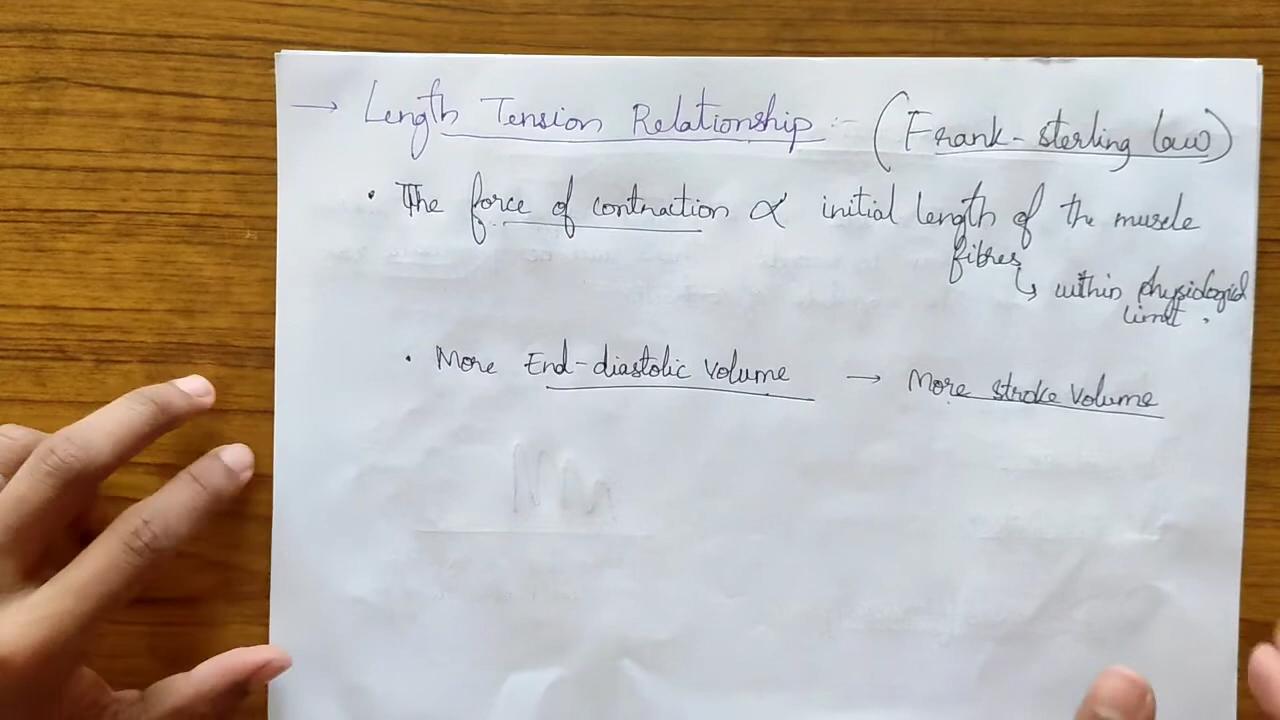 → Length Tension Relationship :- (Frank-sterling law)
• The force of contraction ∝ initial length of the muscle
fibres
↳ within physiological
limit.
• More End-diastolic volume → More stroke volume